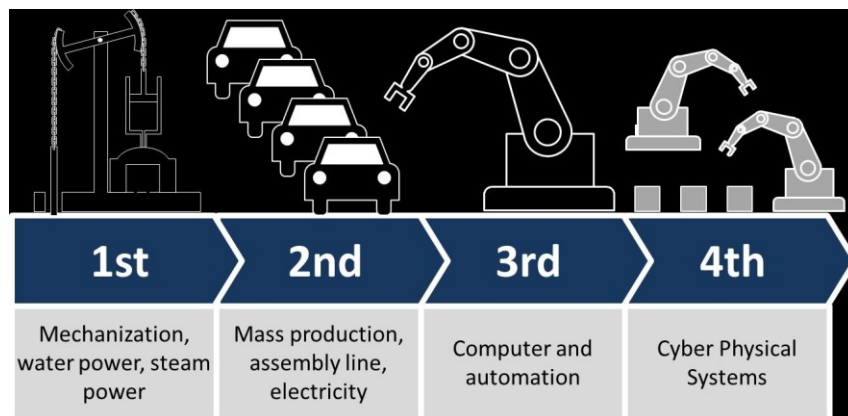 1st
2nd
3rd
4th
Mechanization,
water power, steam
power
Mass production,
assembly line,
electricity
Computer and
automation
Cyber Physical
Systems